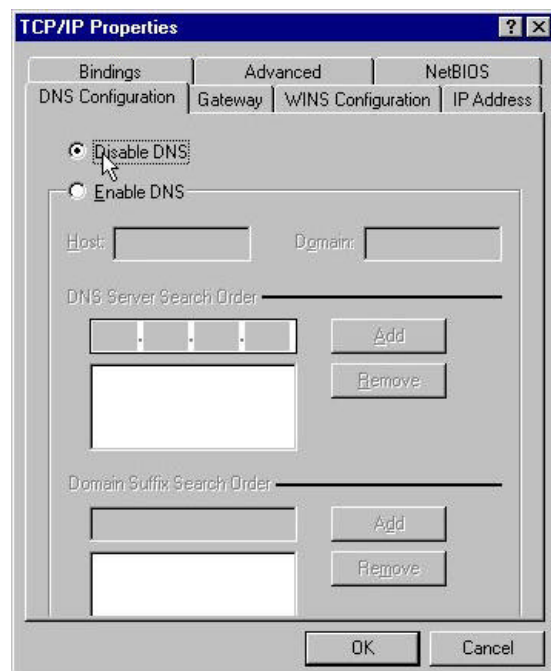 TCP/IP Properties
Bindings Advanced NetBIOS
DNS Configuration Gateway WINS Configuration IP Address
Disable DNS
Enable DNS
Host: Domain:
DNS Server Search Order
Add
Remove
Domain Suffix Search Order
Add
Remove
OK Cancel